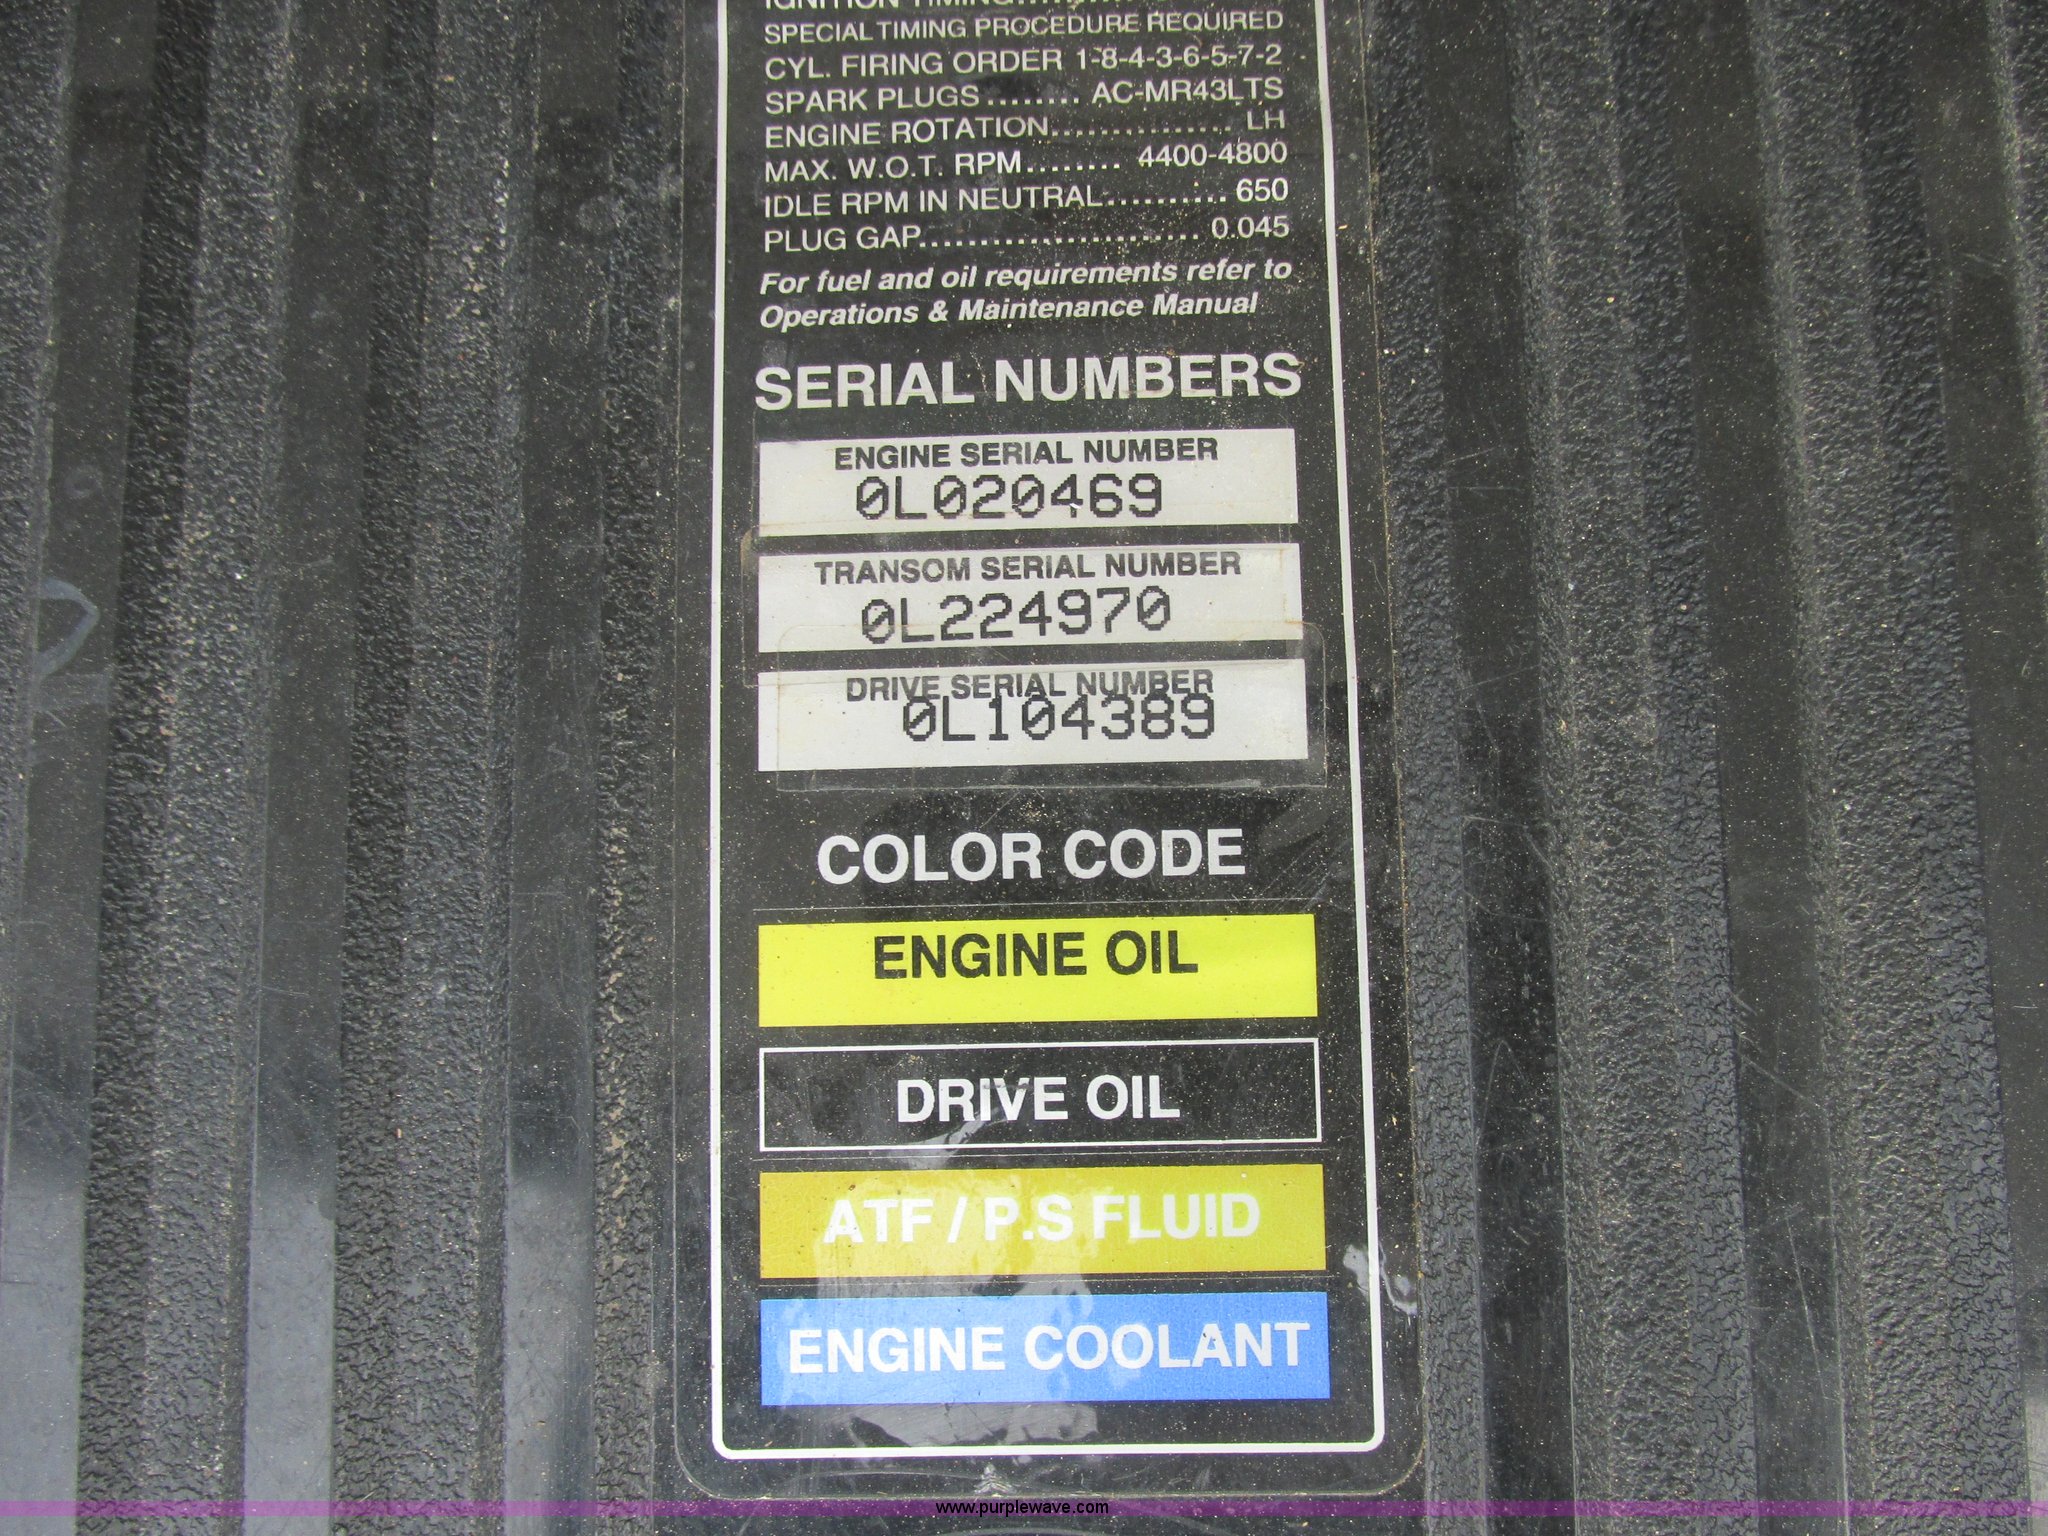 IGNITION TIMING..............
SPECIAL TIMING PROCEDURE REQUIRED
CYL. FIRING ORDER 1-8-4-3-6-5-7-2
SPARK PLUGS ........ AC-MR43LTS
ENGINE ROTATION............... LH
MAX. W.O.T. RPM........ 4400-4800
IDLE RPM IN NEUTRAL.......... 650
PLUG GAP....................... 0.045
For fuel and oil requirements refer to
Operations & Maintenance Manual
SERIAL NUMBERS
ENGINE SERIAL NUMBER
0L020469
TRANSOM SERIAL NUMBER
0L224970
DRIVE SERIAL NUMBER
0L104389
COLOR CODE
ENGINE OIL
DRIVE OIL
ATF / P.S FLUID
ENGINE COOLANT
www.purplewave.com